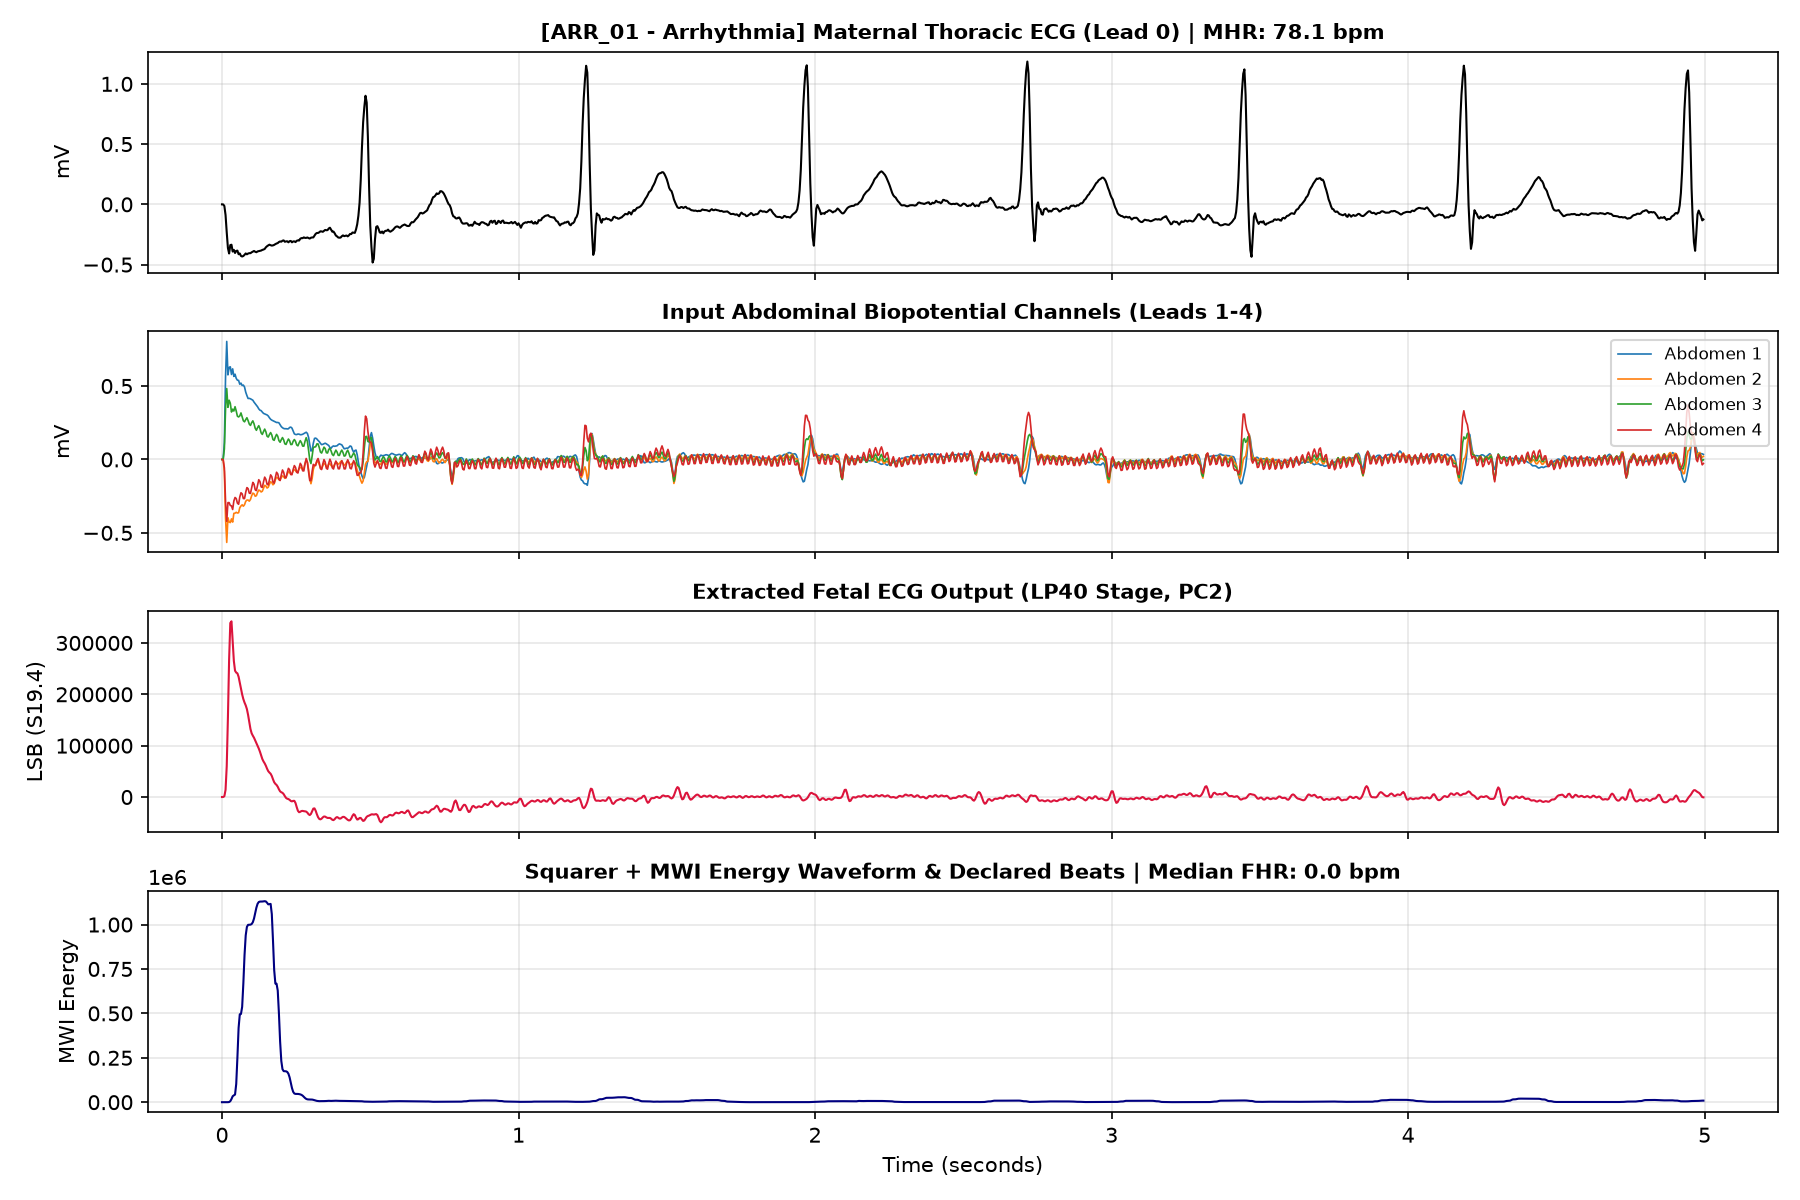 [ARR_01 - Arrhythmia] Maternal Thoracic ECG (Lead 0) | MHR: 78.1 bpm
mV
1.0
0.5
0.0
−0.5
Input Abdominal Biopotential Channels (Leads 1-4)
mV
0.5
0.0
−0.5
Abdomen 1
Abdomen 2
Abdomen 3
Abdomen 4
Extracted Fetal ECG Output (LP40 Stage, PC2)
LSB (S19.4)
300000
200000
100000
0
Squarer + MWI Energy Waveform & Declared Beats | Median FHR: 0.0 bpm
1e6
MWI Energy
1.00
0.75
0.50
0.25
0.00
0 1 2 3 4 5
Time (seconds)